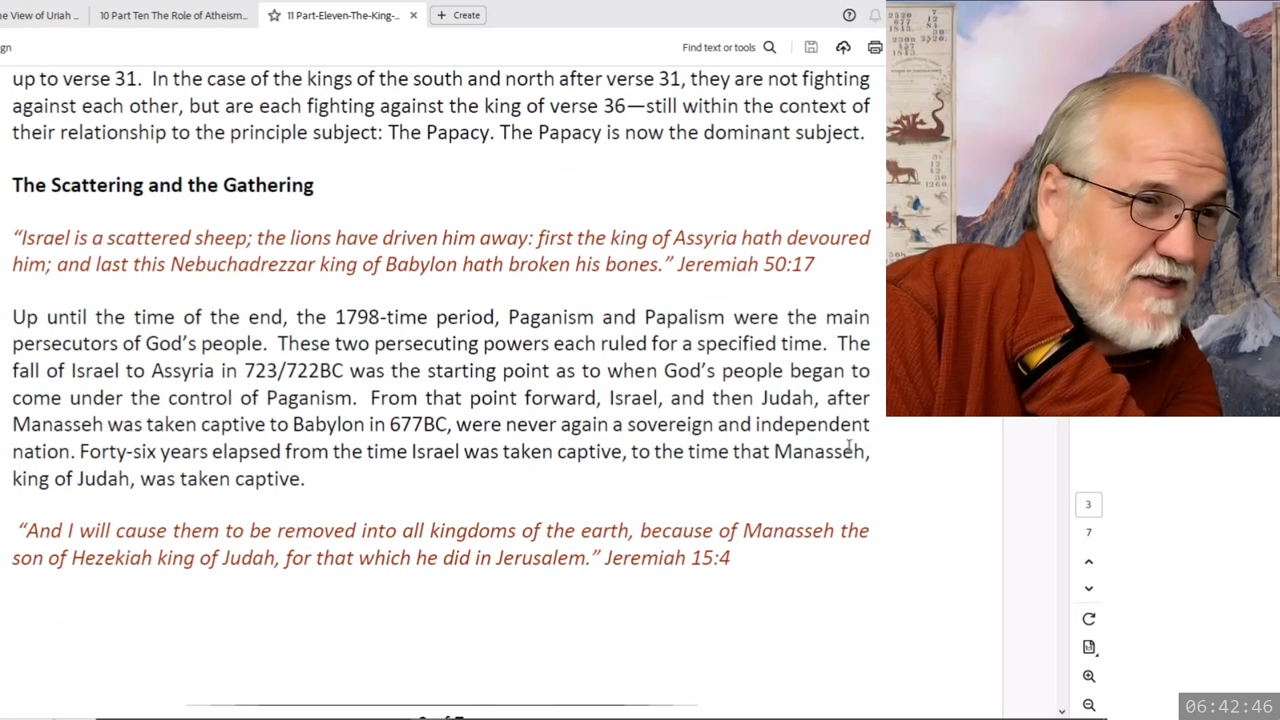 ne View of Uriah ...
10 Part Ten The Role of Atheism...
11 Part-Eleven-The-King-...
Create
gn
Find text or tools
up to verse 31. In the case of the kings of the south and north after verse 31, they are not fighting
against each other, but are each fighting against the king of verse 36—still within the context of
their relationship to the principle subject: The Papacy. The Papacy is now the dominant subject.
The Scattering and the Gathering
“Israel is a scattered sheep; the lions have driven him away: first the king of Assyria hath devoured
him; and last this Nebuchadrezzar king of Babylon hath broken his bones.” Jeremiah 50:17
Up until the time of the end, the 1798-time period, Paganism and Papalism were the main
persecutors of God’s people. These two persecuting powers each ruled for a specified time. The
fall of Israel to Assyria in 723/722BC was the starting point as to when God’s people began to
come under the control of Paganism. From that point forward, Israel, and then Judah, after
Manasseh was taken captive to Babylon in 677BC, were never again a sovereign and independent
nation. Forty-six years elapsed from the time Israel was taken captive, to the time that Manasseh,
king of Judah, was taken captive.
“And I will cause them to be removed into all kingdoms of the earth, because of Manasseh the
son of Hezekiah king of Judah, for that which he did in Jerusalem.” Jeremiah 15:4
3
7
2520
677
1843
2520
06:42:46